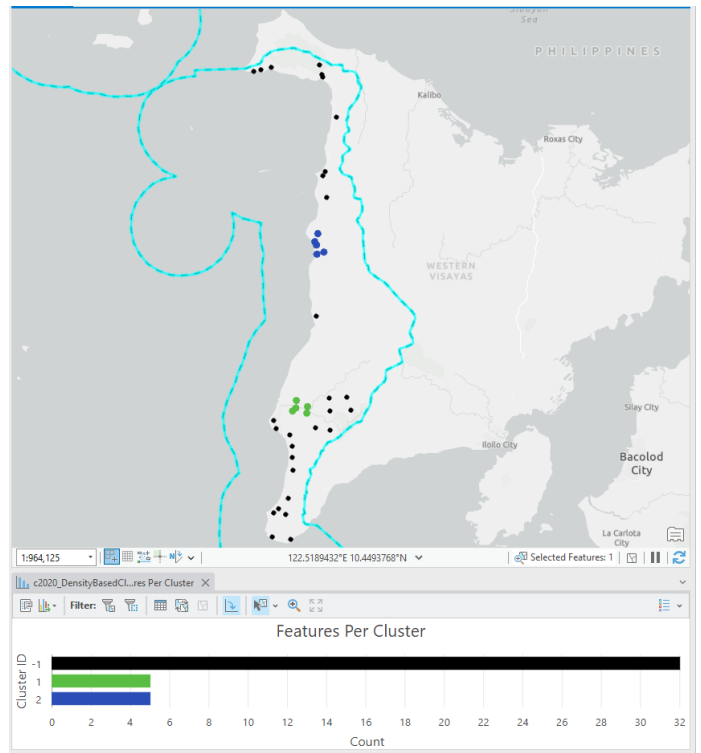 Sibuyan
Sea
PHILIPPINES
Kalibo
Roxas City
WESTERN
VISAYAS
Silay City
Iloilo City
Bacolod
City
La Carlota
City
1:964,125
122.5189432°E 10.4493768°N
Selected Features: 1
c2020_DensityBasedCl...res Per Cluster
Filter:
Features Per Cluster
Cluster ID
-1
1
2
0 2 4 6 8 10 12 14 16 18 20 22 24 26 28 30 32
Count